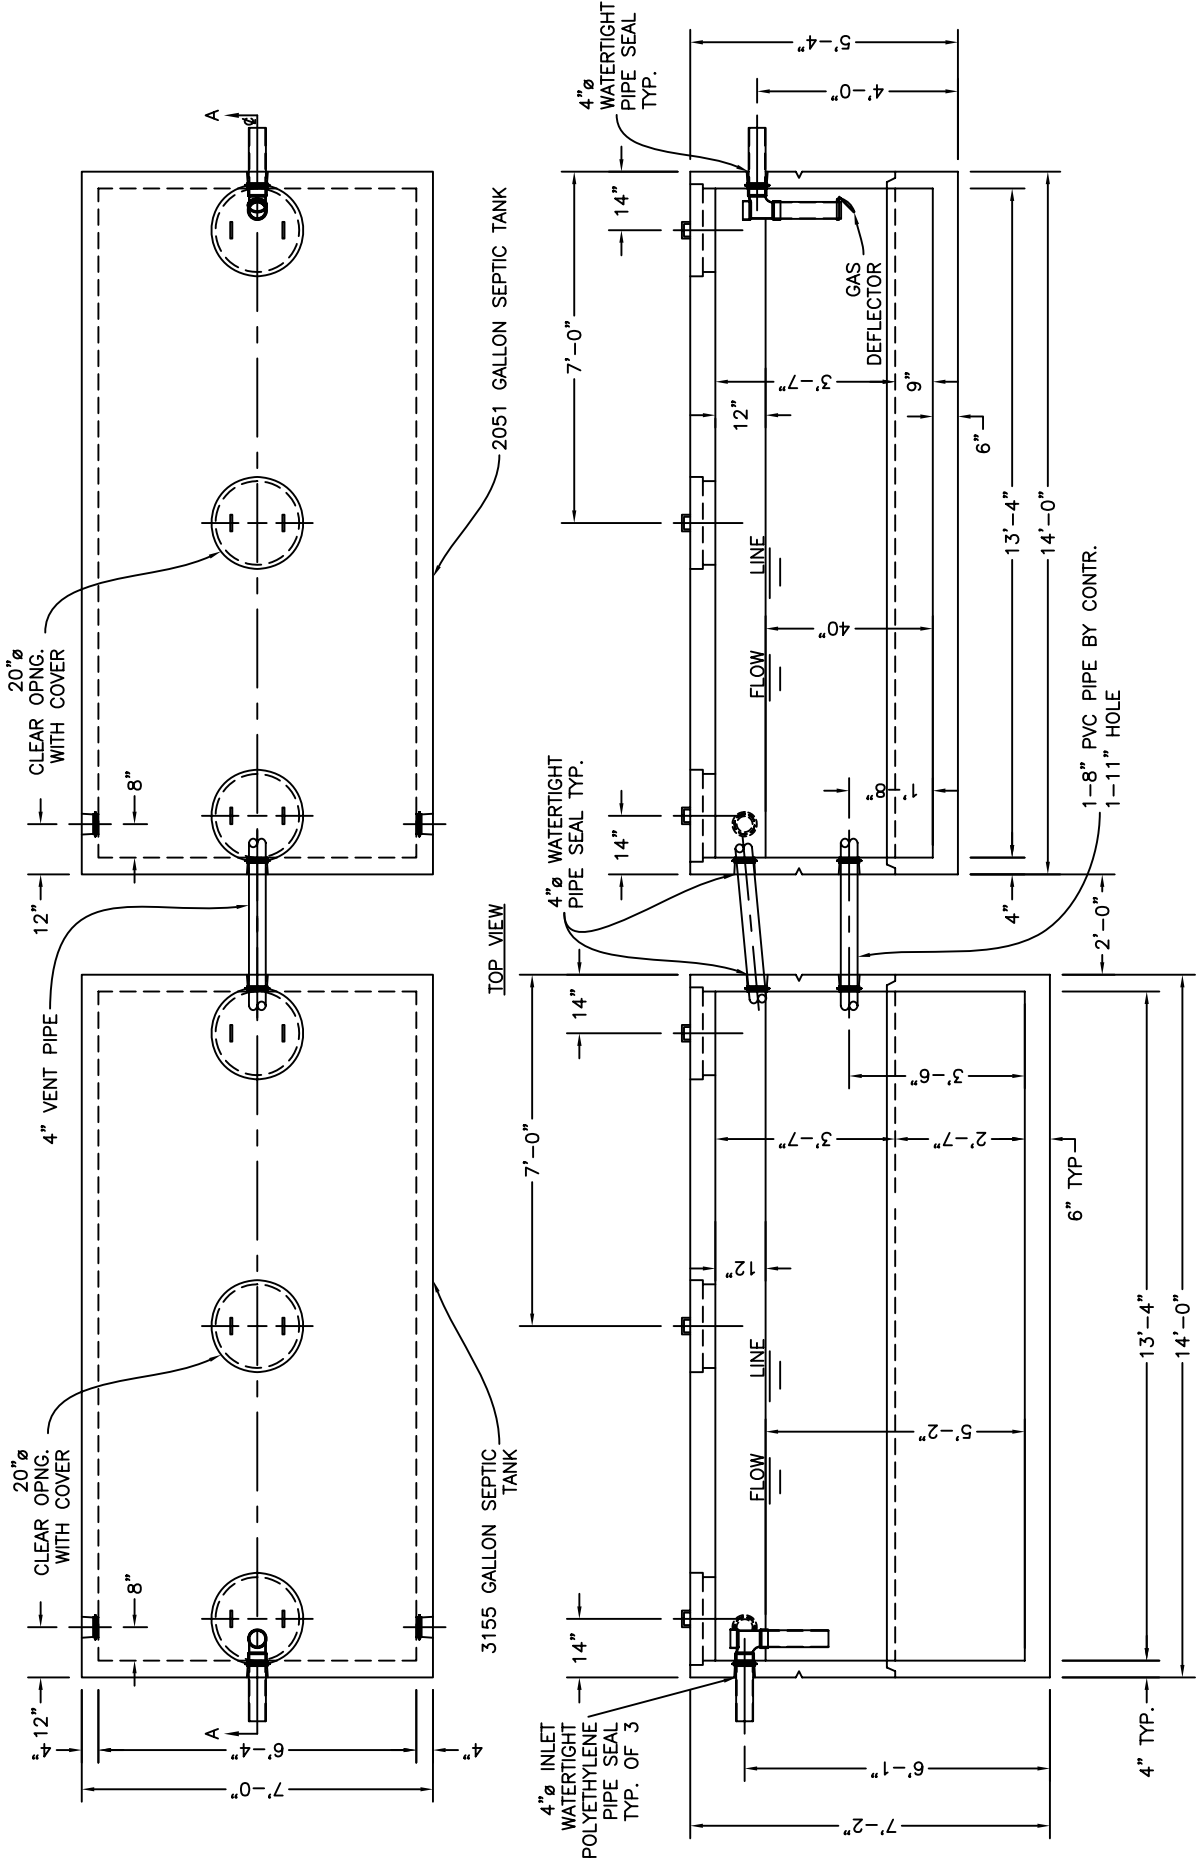 20"ø
CLEAR OPNG.
WITH COVER
4" VENT PIPE
20"ø
CLEAR OPNG.
WITH COVER
12"
8"
12"
8"
4"
6'-4"
4"
7'-0"
A
A
℄
3155 GALLON SEPTIC
TANK
2051 GALLON SEPTIC TANK
TOP VIEW
4"ø INLET
WATERTIGHT
POLYETHYLENE
PIPE SEAL
TYP. OF 3
14"
7'-0"
14"
4"ø WATERTIGHT
PIPE SEAL TYP.
14"
7'-0"
14"
4"ø
WATERTIGHT
PIPE SEAL
TYP.
7'-2"
6'-1"
FLOW LINE
12"
5'-2"
3'-7"
2'-7"
3'-6"
6" TYP
4" TYP.
13'-4"
14'-0"
2'-0"
4"
1-8" PVC PIPE BY CONTR.
1-11" HOLE
FLOW LINE
1'-8"
40"
12"
3'-7"
9"
6"
GAS
DEFLECTOR
13'-4"
14'-0"
5'-4"
4'-0"